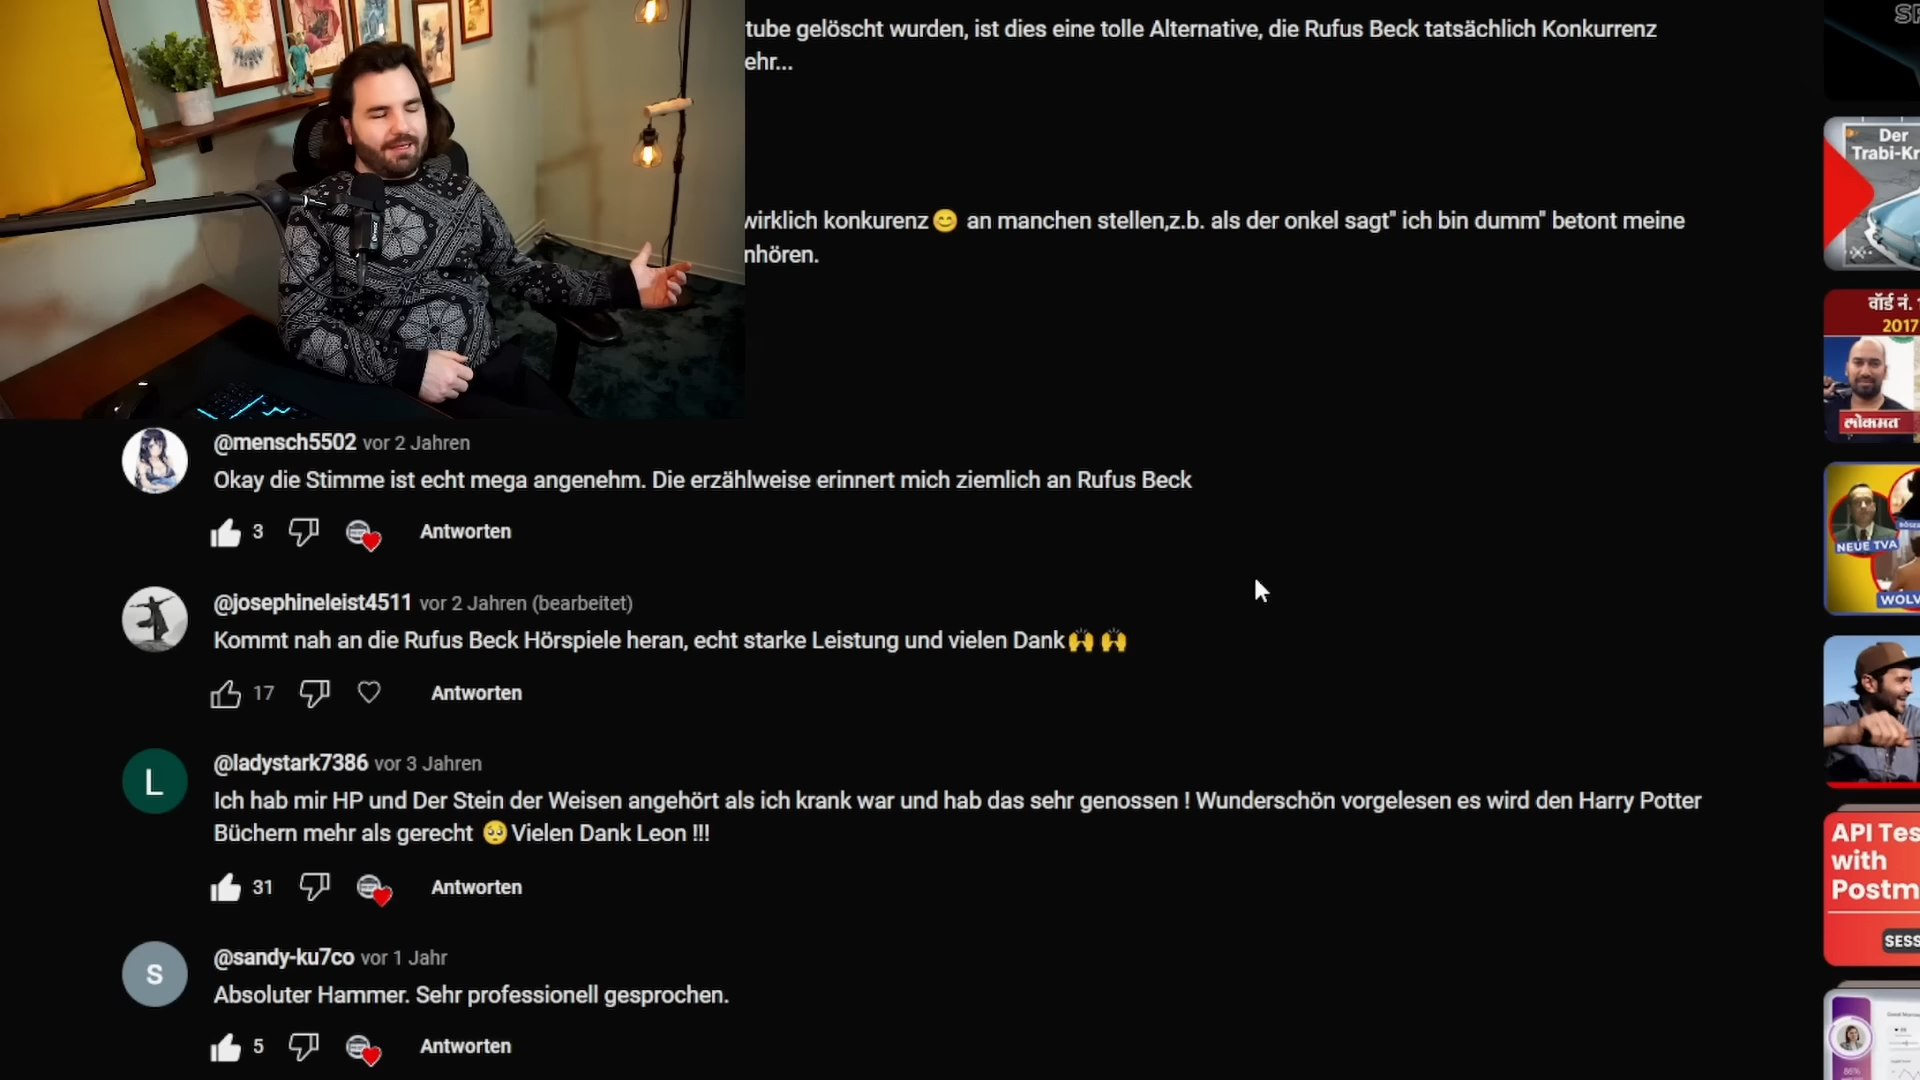 tube gelöscht wurden, ist dies eine tolle Alternative, die Rufus Beck tatsächlich Konkurrenz
ehr...
wirklich konkurenz😊 an manchen stellen,z.b. als der onkel sagt" ich bin dumm" betont meine
nhören.
@mensch5502 vor 2 Jahren
Okay die Stimme ist echt mega angenehm. Die erzählweise erinnert mich ziemlich an Rufus Beck
3 Antworten
@josephineleist4511 vor 2 Jahren (bearbeitet)
Kommt nah an die Rufus Beck Hörspiele heran, echt starke Leistung und vielen Dank🙌 🙌
17 Antworten
L
@ladystark7386 vor 3 Jahren
Ich hab mir HP und Der Stein der Weisen angehört als ich krank war und hab das sehr genossen ! Wunderschön vorgelesen es wird den Harry Potter
Büchern mehr als gerecht 🥺Vielen Dank Leon !!!
31 Antworten
S
@sandy-ku7co vor 1 Jahr
Absoluter Hammer. Sehr professionell gesprochen.
5 Antworten
Der
Trabi-Kr
वॉर्ड नं.
2017
लोकमत
NEUE TVA
WOLV
API Tes
with
Postm
SESS
86%